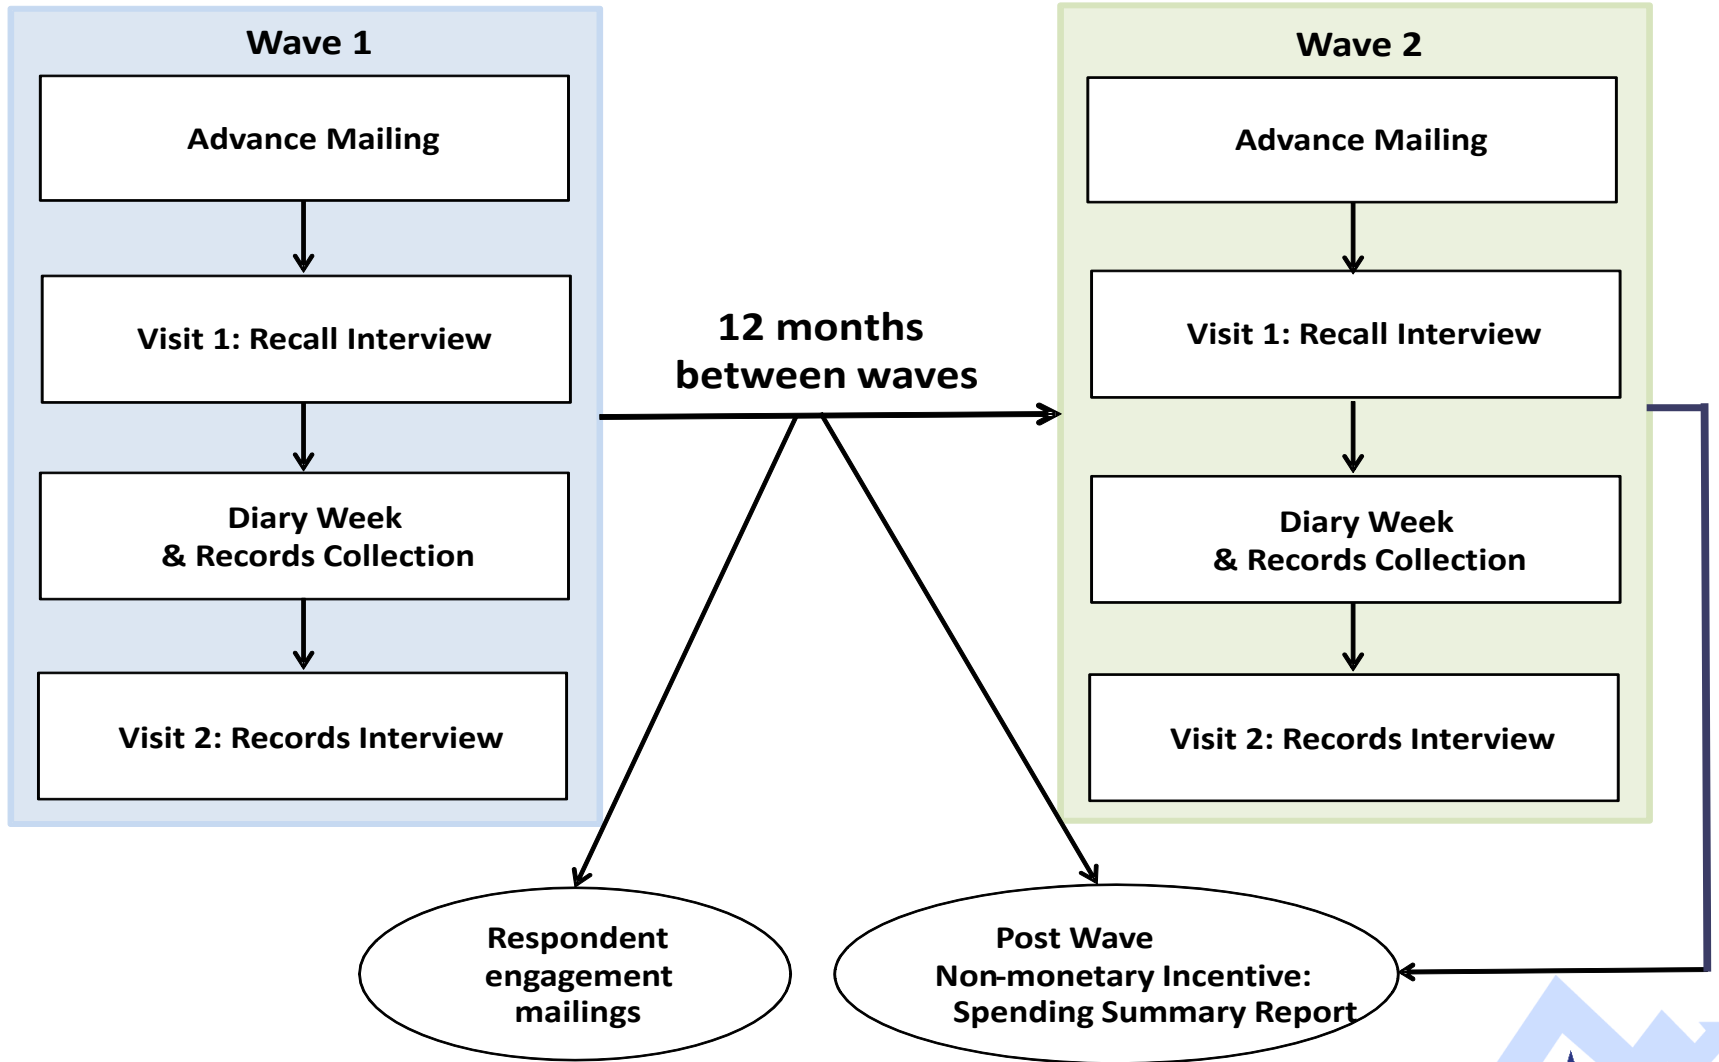 Wave 1
Advance Mailing
Visit 1: Recall Interview
Diary Week
& Records Collection
Visit 2: Records Interview
12 months
between waves
Wave 2
Advance Mailing
Visit 1: Recall Interview
Diary Week
& Records Collection
Visit 2: Records Interview
Respondent
engagement
mailings
Post Wave
Non-monetary Incentive:
Spending Summary Report